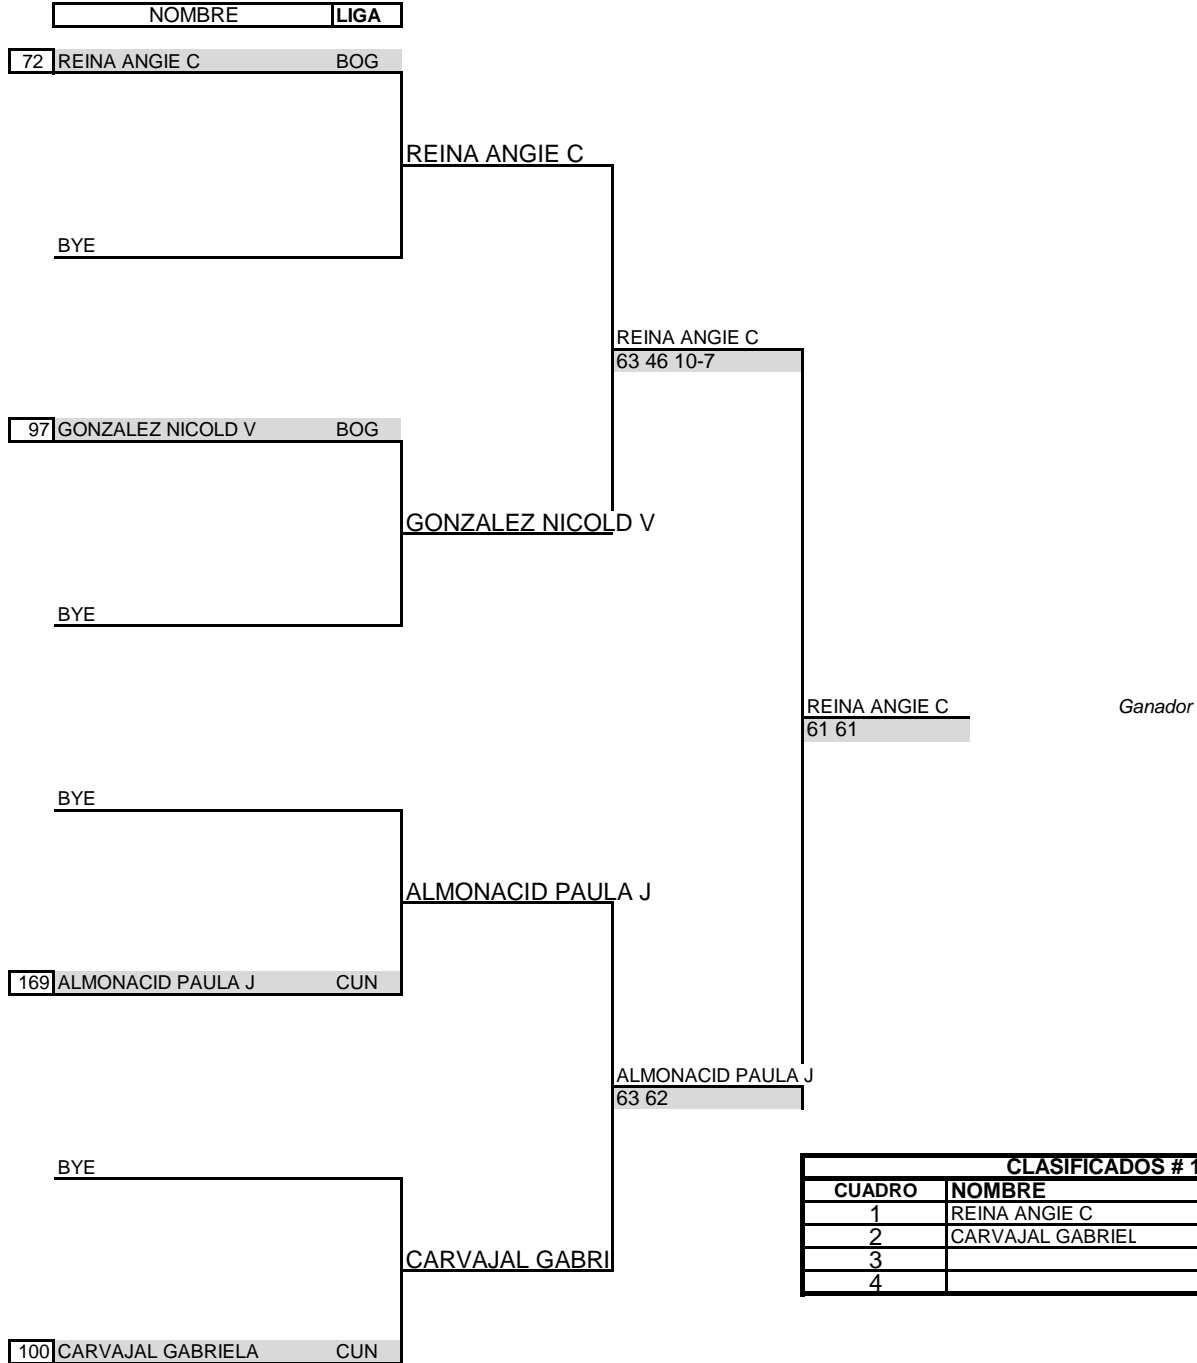 NOMBRE LIGA
72 REINA ANGIE C BOG
REINA ANGIE C
BYE
REINA ANGIE C
63 46 10-7
97 GONZALEZ NICOLD V BOG
GONZALEZ NICOLD V
BYE
REINA ANGIE C Ganador
61 61
BYE
ALMONACID PAULA J
169 ALMONACID PAULA J CUN
ALMONACID PAULA J
63 62
BYE
CLASIFICADOS # 1
CUADRO NOMBRE
1 REINA ANGIE C
2 CARVAJAL GABRIEL
3
4
CARVAJAL GABRI
100 CARVAJAL GABRIELA CUN